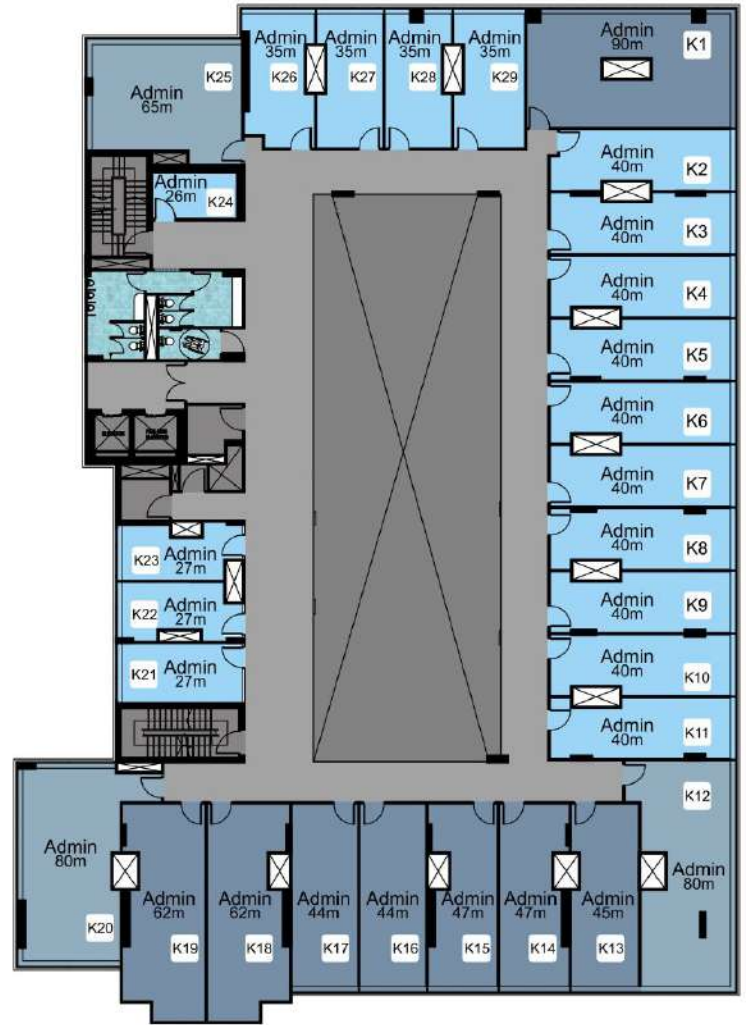 Admin
35m
K26
Admin
35m
K27
Admin
35m
K28
Admin
35m
K29
Admin
90m
K1
Admin
65m
K25
Admin
26m
K24
Admin
40m
K2
Admin
40m
K3
Admin
40m
K4
Admin
40m
K5
Admin
40m
K6
Admin
40m
K7
Admin
40m
K8
Admin
40m
K9
Admin
40m
K10
Admin
40m
K11
K23
Admin
27m
K22
Admin
27m
K21
Admin
27m
Admin
80m
K20
Admin
62m
K19
Admin
62m
K18
Admin
44m
K17
Admin
44m
K16
Admin
47m
K15
Admin
47m
K14
Admin
45m
K13
K12
Admin
80m